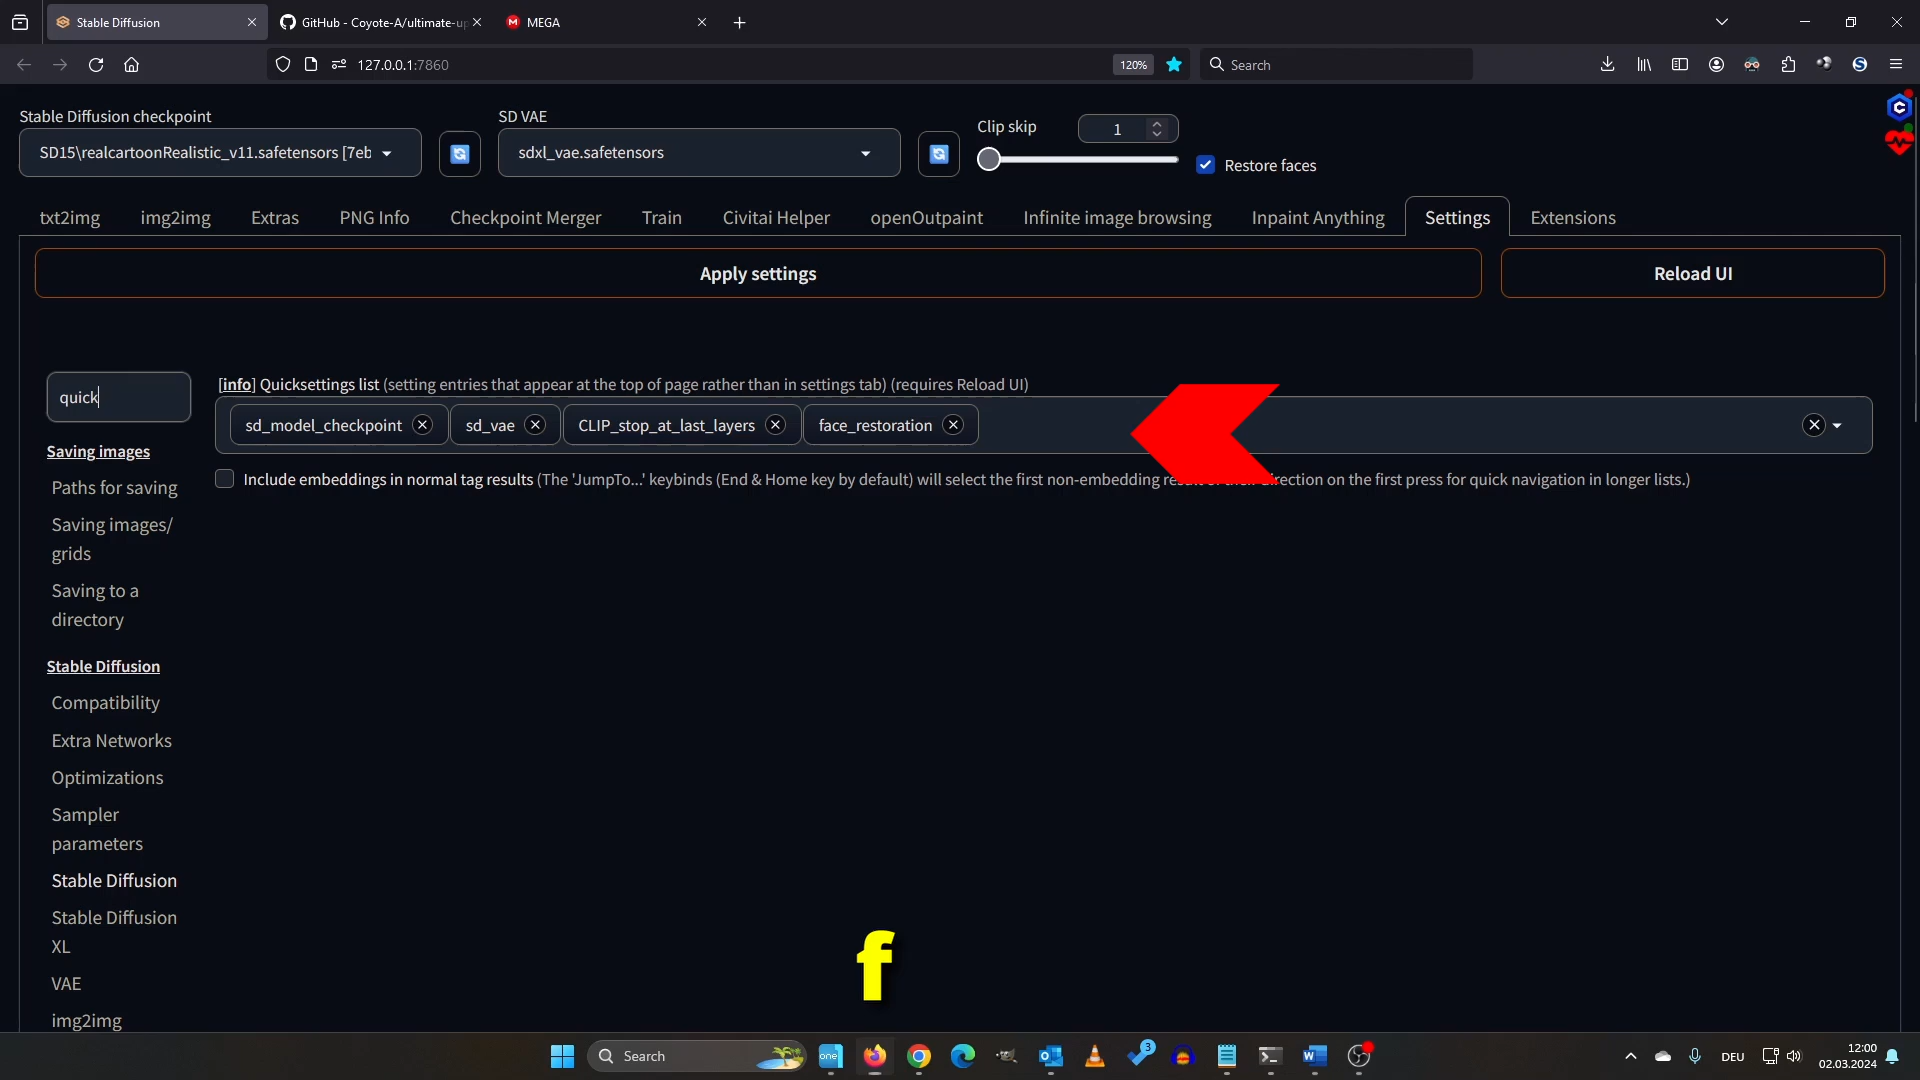 Stable Diffusion
GitHub - Coyote-A/ultimate-up
MEGA
127.0.0.1:7860
120%
Search
Stable Diffusion checkpoint
SD VAE
Clip skip
1
SD15\realcartoonRealistic_v11.safetensors [7eb
sdxl_vae.safetensors
Restore faces
txt2img
img2img
Extras
PNG Info
Checkpoint Merger
Train
Civitai Helper
openOutpaint
Infinite image browsing
Inpaint Anything
Settings
Extensions
Apply settings
Reload UI
quick
[info] Quicksettings list (setting entries that appear at the top of page rather than in settings tab) (requires Reload UI)
sd_model_checkpoint
sd_vae
CLIP_stop_at_last_layers
face_restoration
Include embeddings in normal tag results (The 'JumpTo...' keybinds (End & Home key by default) will select the first non-embedding direction on the first press for quick navigation in longer lists.)
Saving images
Paths for saving
Saving images/
grids
Saving to a
directory
Stable Diffusion
Compatibility
Extra Networks
Optimizations
Sampler
parameters
Stable Diffusion
Stable Diffusion
XL
VAE
img2img
f
Search
one
3
DEU
12:00
02.03.2024